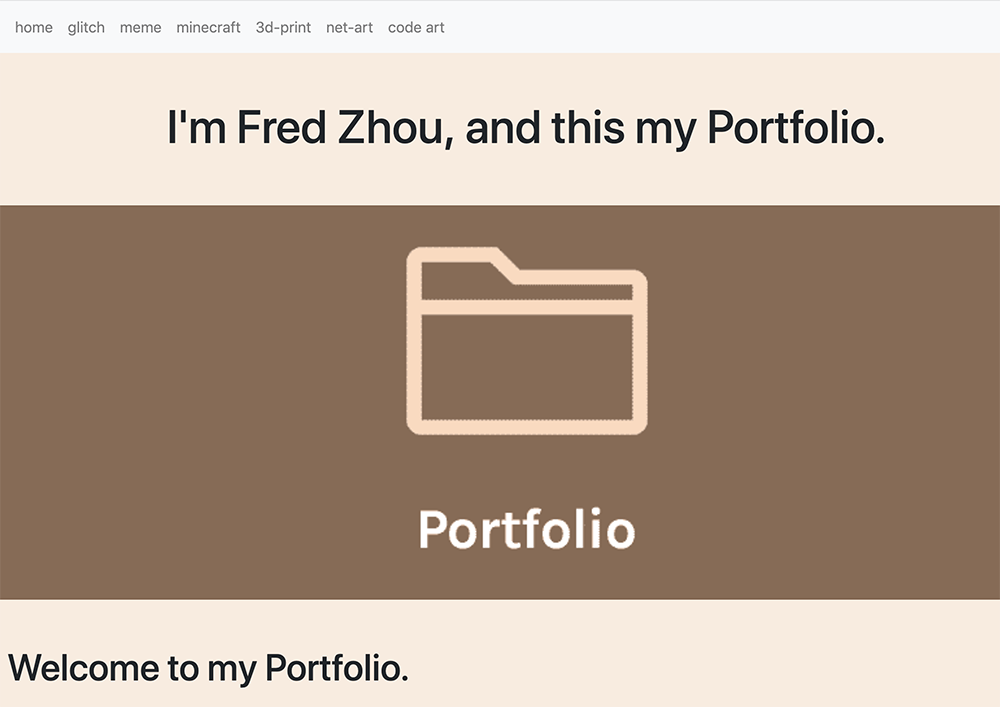 home glitch meme minecraft 3d-print net-art code art
I'm Fred Zhou, and this my Portfolio.
Portfolio
Welcome to my Portfolio.